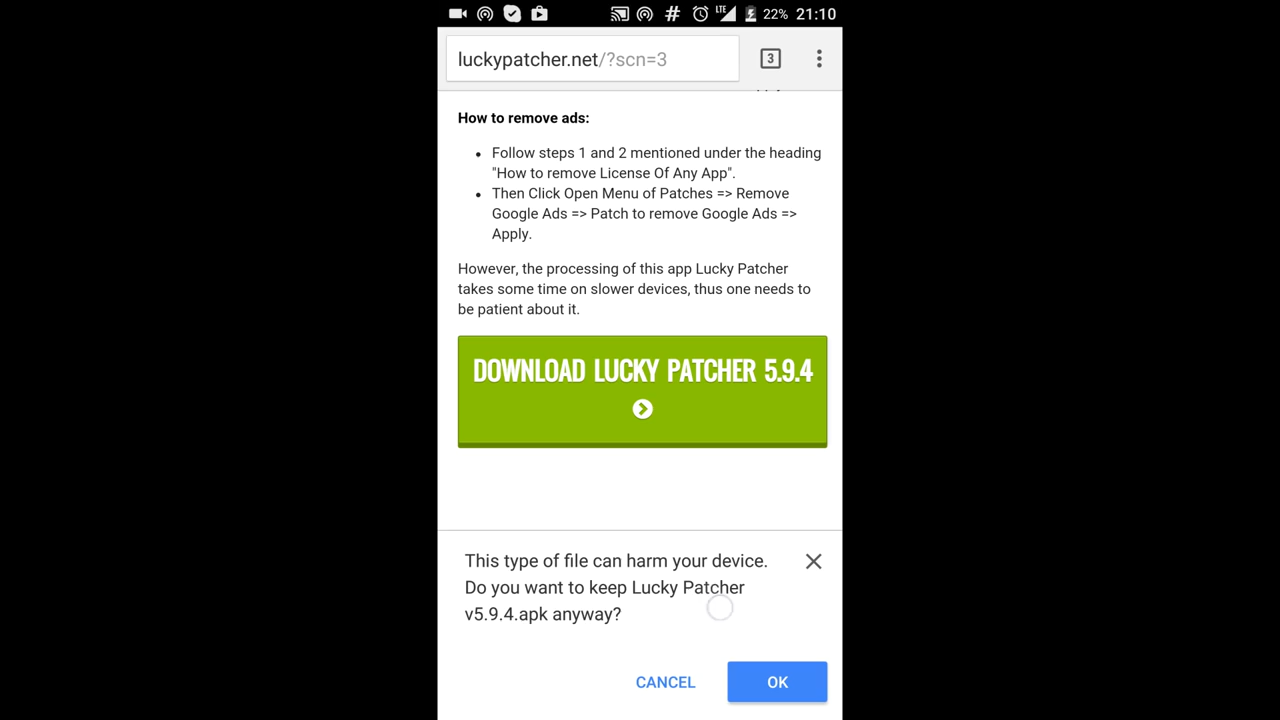 22% 21:10
luckypatcher.net/?scn=3
3
How to remove ads:
Follow steps 1 and 2 mentioned under the heading
"How to remove License Of Any App".
Then Click Open Menu of Patches => Remove
Google Ads => Patch to remove Google Ads =>
Apply.
However, the processing of this app Lucky Patcher
takes some time on slower devices, thus one needs to
be patient about it.
DOWNLOAD LUCKY PATCHER 5.9.4
This type of file can harm your device.
Do you want to keep Lucky Patcher
v5.9.4.apk anyway?
CANCEL OK